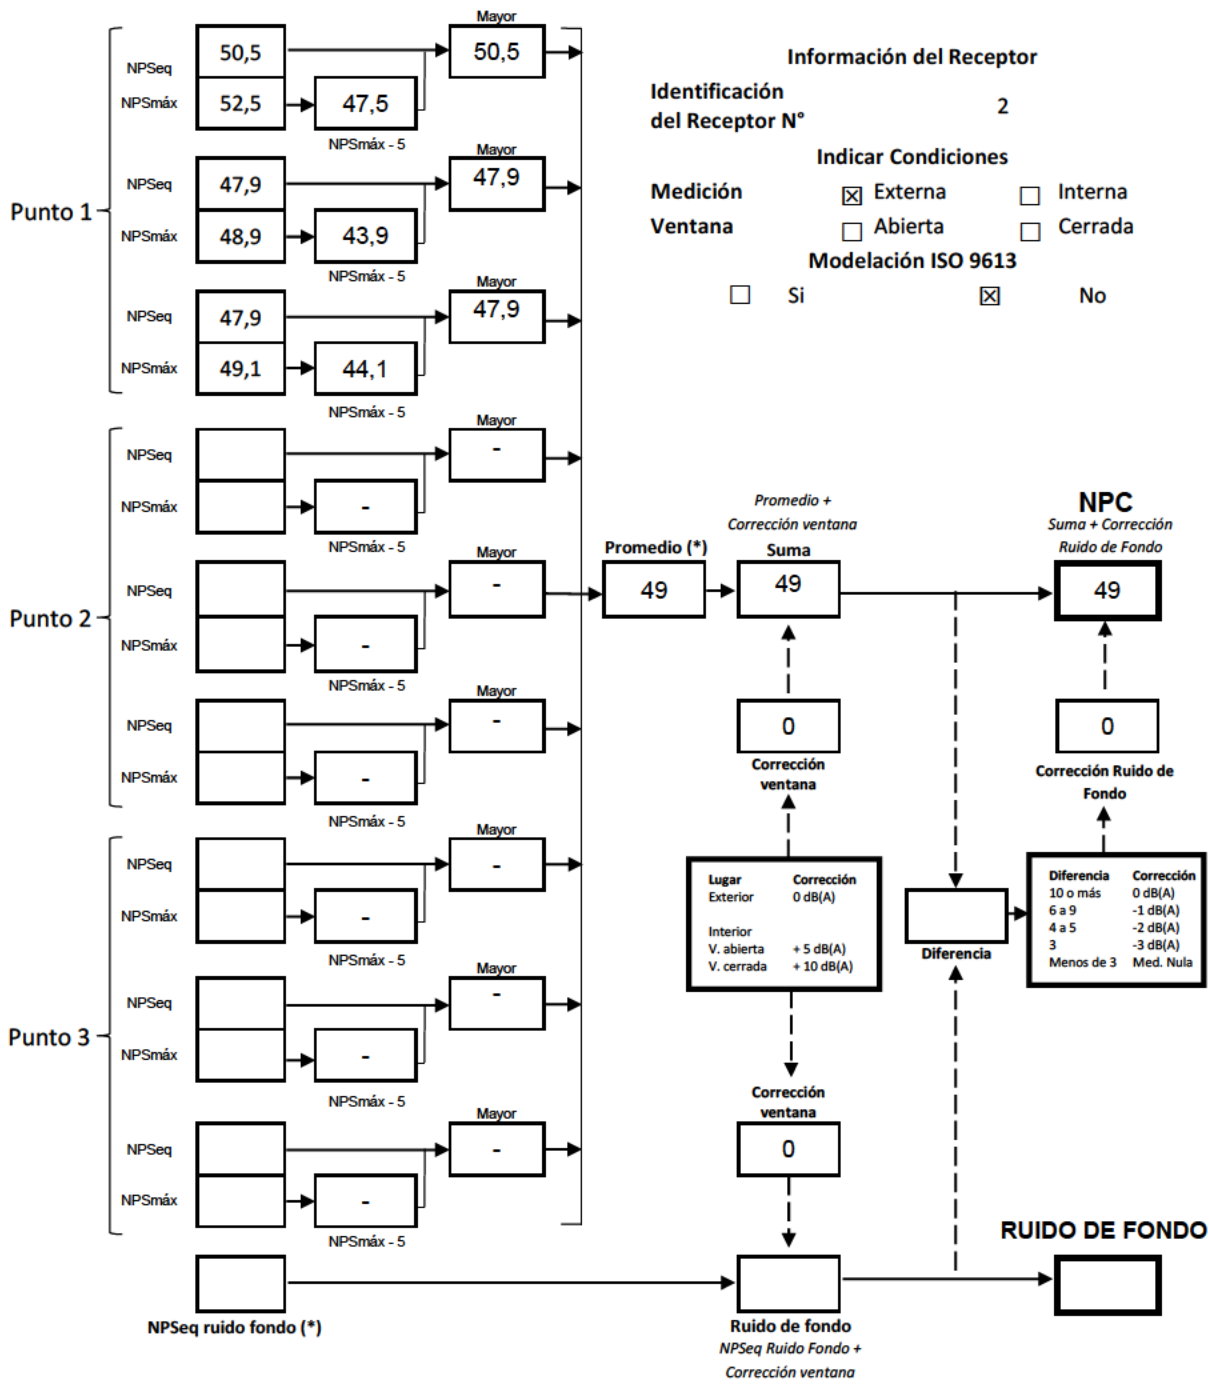 Mayor
50,5
50,5
NPSeq
NPSmáx
52,5
47,5
NPSmáx - 5
Mayor
NPSeq
47,9
47,9
Punto 1
NPSmáx
48,9
43,9
NPSmáx - 5
Mayor
NPSeq
47,9
47,9
NPSmáx
49,1
44,1
NPSmáx - 5
Información del Receptor
Identificación
del Receptor N°
2
Indicar Condiciones
Medición
☒ Externa
☐ Interna
Ventana
☐ Abierta
☐ Cerrada
Modelación ISO 9613
☐ Si
☒ No
Mayor
NPSeq
-
NPSmáx
-
NPSmáx - 5
Mayor
NPSeq
-
Punto 2
NPSmáx
-
NPSmáx - 5
Mayor
NPSeq
-
NPSmáx
-
NPSmáx - 5
Mayor
NPSeq
-
NPSmáx
-
NPSmáx - 5
Mayor
NPSeq
-
Punto 3
NPSmáx
-
NPSmáx - 5
Mayor
NPSeq
-
NPSmáx
-
NPSmáx - 5
NPSeq ruido fondo (*)
Promedio (*)
49
Promedio +
Corrección ventana
Suma
49
0
Corrección
ventana
Lugar Corrección
Exterior 0 dB(A)
Interior
V. abierta + 5 dB(A)
V. cerrada + 10 dB(A)
Corrección
ventana
0
Ruido de fondo
NPSeq Ruido Fondo +
Corrección ventana
NPC
Suma + Corrección
Ruido de Fondo
49
0
Corrección Ruido de
Fondo
Diferencia
Diferencia Corrección
10 o más 0 dB(A)
6 a 9 -1 dB(A)
4 a 5 -2 dB(A)
3 -3 dB(A)
Menos de 3 Med. Nula
RUIDO DE FONDO